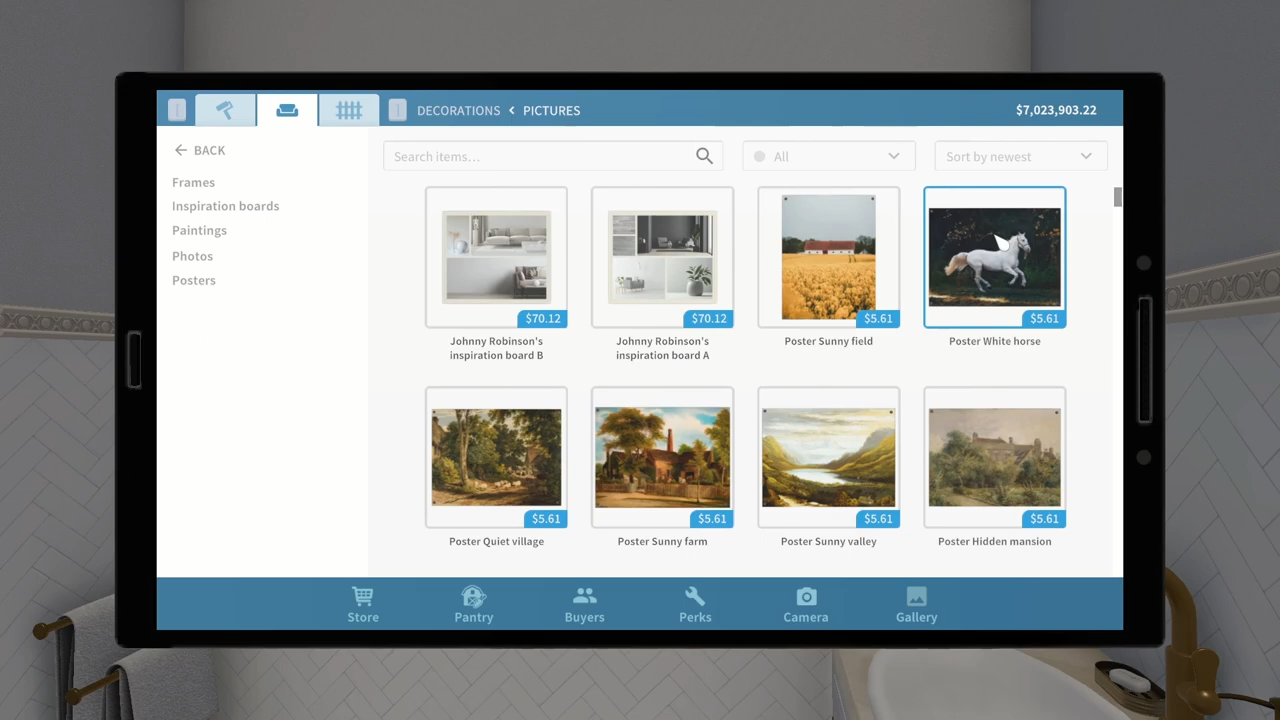 DECORATIONS < PICTURES
$7,023,903.22
BACK
Frames
Inspiration boards
Paintings
Photos
Posters
Search items...
All
Sort by newest
$70.12
$70.12
$5.61
$5.61
Johnny Robinson's
inspiration board B
Johnny Robinson's
inspiration board A
Poster Sunny field
Poster White horse
$5.61
$5.61
$5.61
$5.61
Poster Quiet village
Poster Sunny farm
Poster Sunny valley
Poster Hidden mansion
Store
Pantry
Buyers
Perks
Camera
Gallery